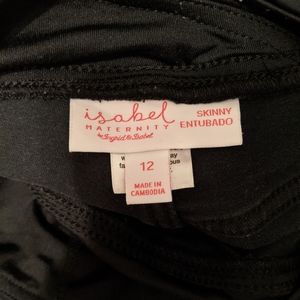 isabel
MATERNITY
by Ingrid & Isabel
SKINNY
ENTUBADO
12
MADE IN
CAMBODIA